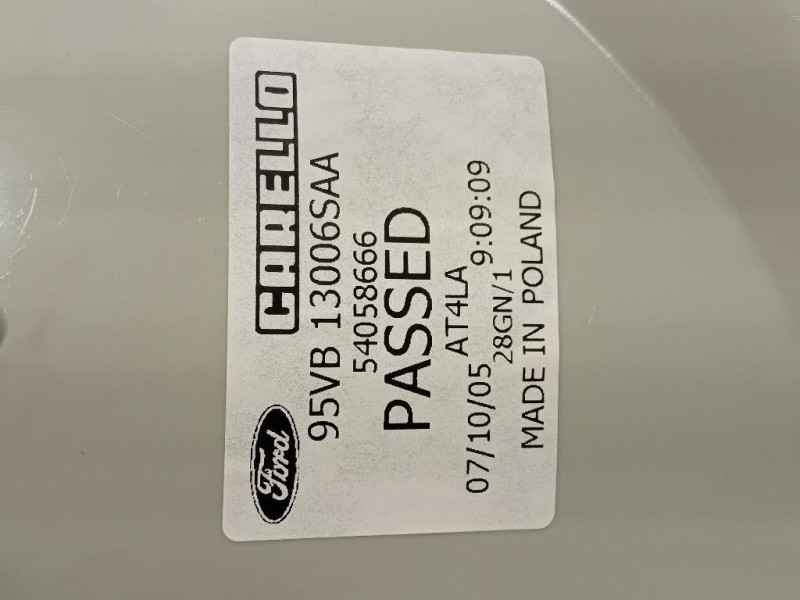 Ford CARELLO
95VB 13006SAA
54058666
PASSED
AT4LA
07/10/05 9:09:09
28GN/1
MADE IN POLAND